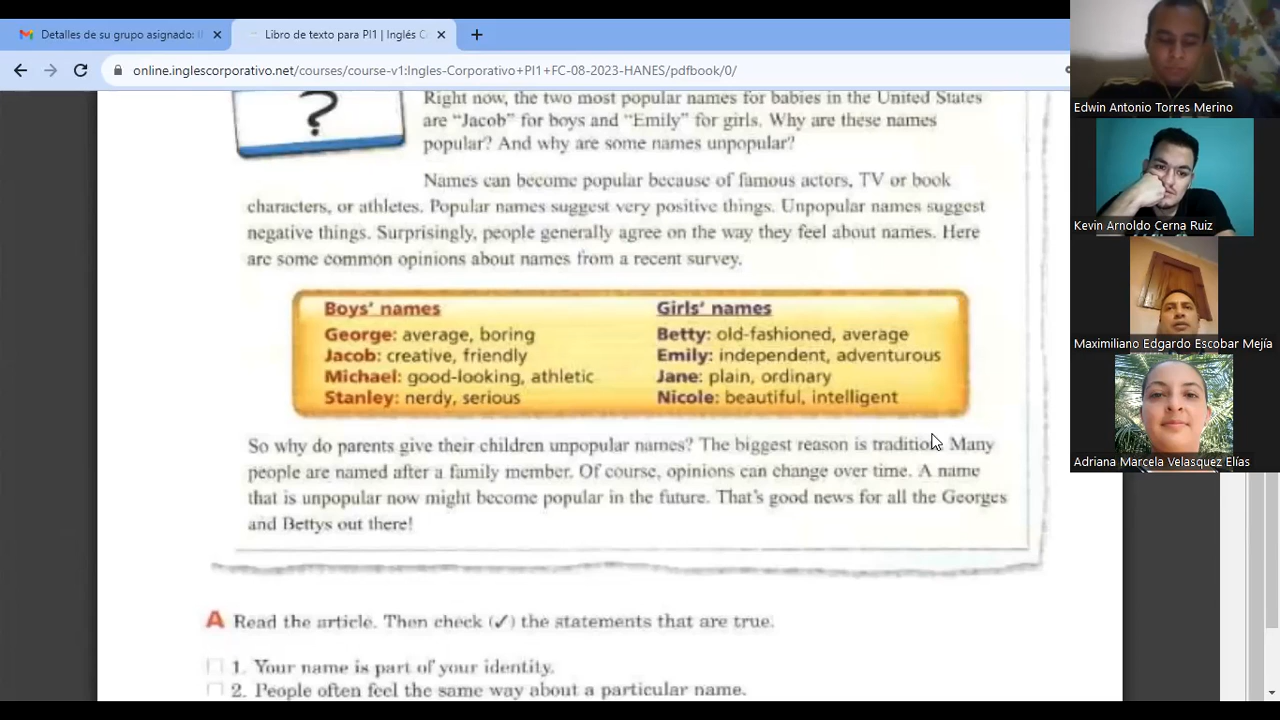 Detalles de su grupo asignado: I
Libro de texto para PI1 | Inglés C
online.inglescorporativo.net/courses/course-v1:Ingles-Corporativo+PI1+FC-08-2023-HANES/pdfbook/0/
?
Right now, the two most popular names for babies in the United States
are “Jacob” for boys and “Emily” for girls. Why are these names
popular? And why are some names unpopular?
Names can become popular because of famous actors, TV or book
characters, or athletes. Popular names suggest very positive things. Unpopular names suggest
negative things. Surprisingly, people generally agree on the way they feel about names. Here
are some common opinions about names from a recent survey.
Boys’ names
George: average, boring
Jacob: creative, friendly
Michael: good-looking, athletic
Stanley: nerdy, serious
Girls’ names
Betty: old-fashioned, average
Emily: independent, adventurous
Jane: plain, ordinary
Nicole: beautiful, intelligent
So why do parents give their children unpopular names? The biggest reason is tradition. Many
people are named after a family member. Of course, opinions can change over time. A name
that is unpopular now might become popular in the future. That’s good news for all the Georges
and Bettys out there!
A Read the article. Then check (✓) the statements that are true.
1. Your name is part of your identity.
2. People often feel the same way about a particular name.
Edwin Antonio Torres Merino
Kevin Arnoldo Cerna Ruiz
Maximiliano Edgardo Escobar Mejía
Adriana Marcela Velasquez Elías